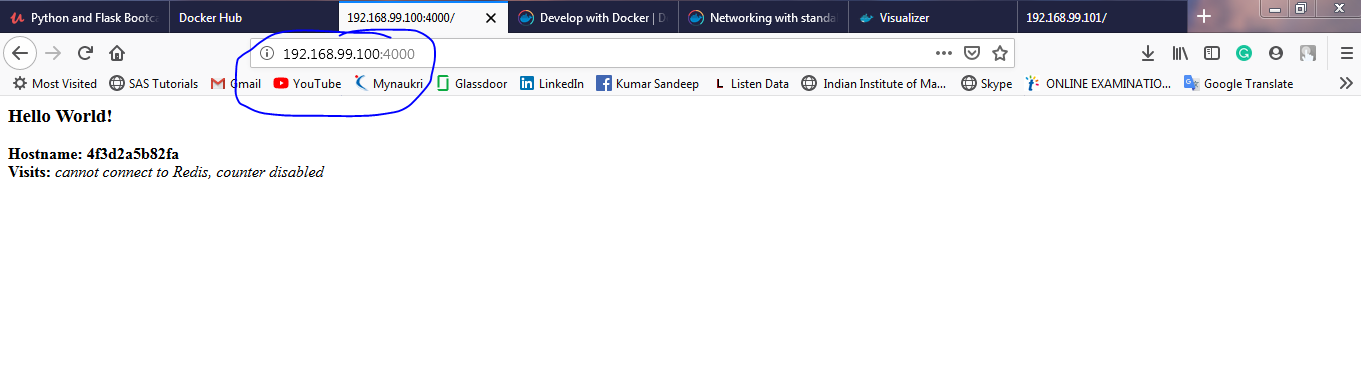 Python and Flask Bootca
Docker Hub
192.168.99.100:4000/
Develop with Docker | D
Networking with standa
Visualizer
192.168.99.101/
192.168.99.100:4000
Most Visited
SAS Tutorials
Gmail
YouTube
Mynaukri
Glassdoor
LinkedIn
Kumar Sandeep
L Listen Data
Indian Institute of Ma...
Skype
ONLINE EXAMINATIO...
Google Translate
Hello World!
Hostname: 4f3d2a5b82fa
Visits: cannot connect to Redis, counter disabled